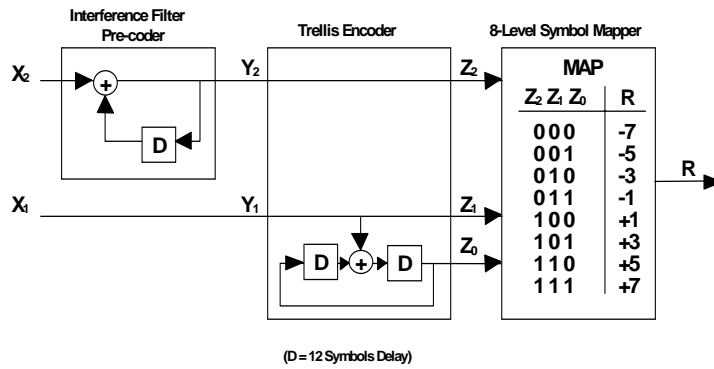 Interference Filter
Pre-coder
Trellis Encoder
8-Level Symbol Mapper
X2
+
D
Y2
Z2
MAP
Z2 Z1 Z0 R
0 0 0 -7
0 0 1 -5
0 1 0 -3
0 1 1 -1
1 0 0 +1
1 0 1 +3
1 1 0 +5
1 1 1 +7
R
X1
Y1
Z1
D
+
D
Z0
(D = 12 Symbols Delay)